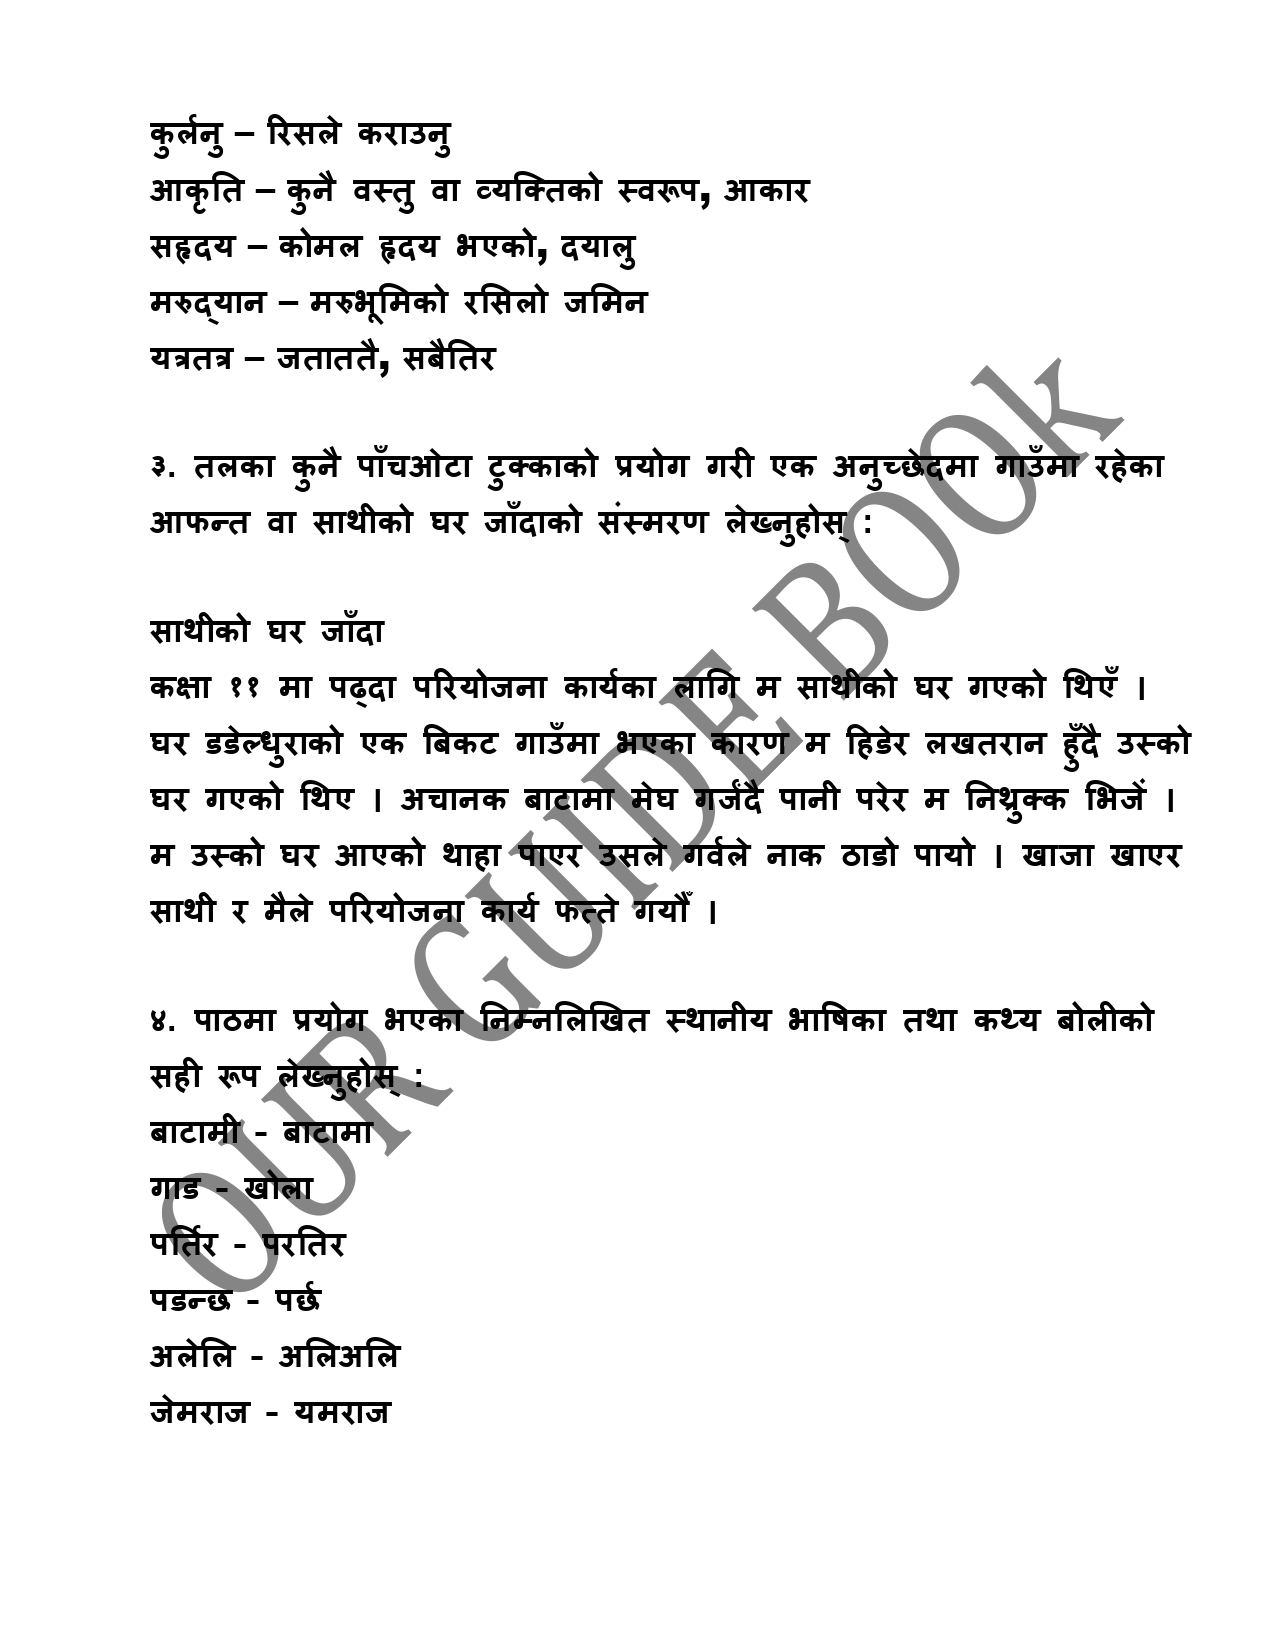 कुर्लनु – रिसले कराउनु
आकृति – कुनै वस्तु वा व्यक्तिको स्वरूप, आकार
सहृदय – कोमल हृदय भएको, दयालु
मरुद्‌यान – मरुभूमिको रसिलो जमिन
यत्रतत्र – जताततै, सबैतिर
३. तलका कुनै पाँचओटा टुक्काको प्रयोग गरी एक अनुच्छेदमा गाउँमा रहेका
आफन्त वा साथीको घर जाँदाको संस्मरण लेख्नुहोस् :
साथीको घर जाँदा
कक्षा ११ मा पढ्दा परियोजना कार्यका लागि म साथीको घर गएको थिएँ ।
घर डडेल्धुराको एक बिकट गाउँमा भएका कारण म हिडेर लखतरान हुँदै उस्को
घर गएको थिए । अचानक बाटामा मेघ गर्जंदै पानी परेर म निथ्रुक्क भिजें ।
म उस्को घर आएको थाहा पाएर उसले गर्वले नाक ठाडो पायो । खाजा खाएर
साथी र मैले परियोजना कार्य फत्ते गर्यौँ ।
४. पाठमा प्रयोग भएका निम्नलिखित स्थानीय भाषिका तथा कथ्य बोलीको
सही रूप लेख्नुहोस् :
बाटामी - बाटामा
गाड - खोला
पर्तिर - परतिर
पडन्छ - पर्छ
अलेलि - अलिअलि
जेमराज - यमराज
OUR GUIDE BOOk